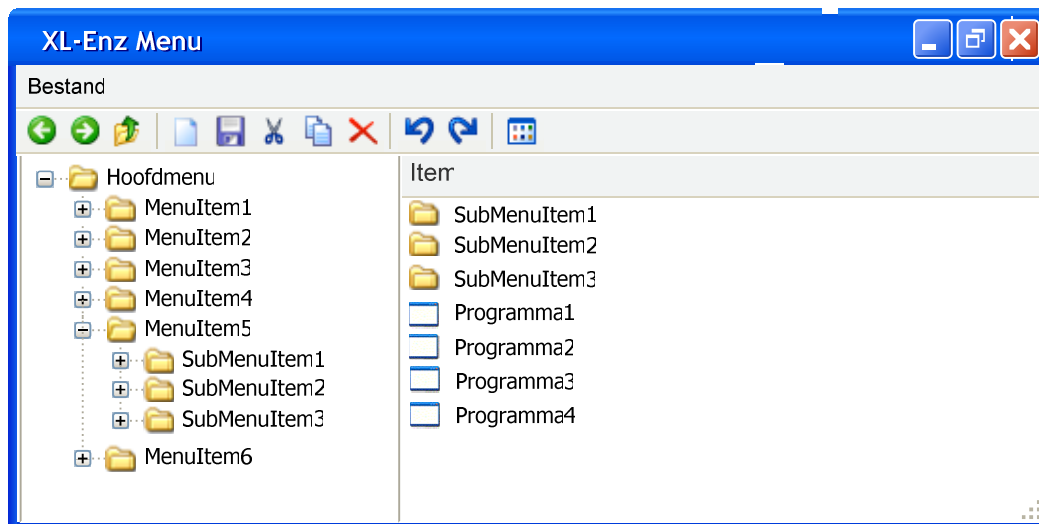 XL-Enz Menu
Bestand
Hoofdmenu
MenuItem1
MenuItem2
MenuItem3
MenuItem4
MenuItem5
SubMenuItem1
SubMenuItem2
SubMenuItem3
MenuItem6
Item
SubMenuItem1
SubMenuItem2
SubMenuItem3
Programma1
Programma2
Programma3
Programma4